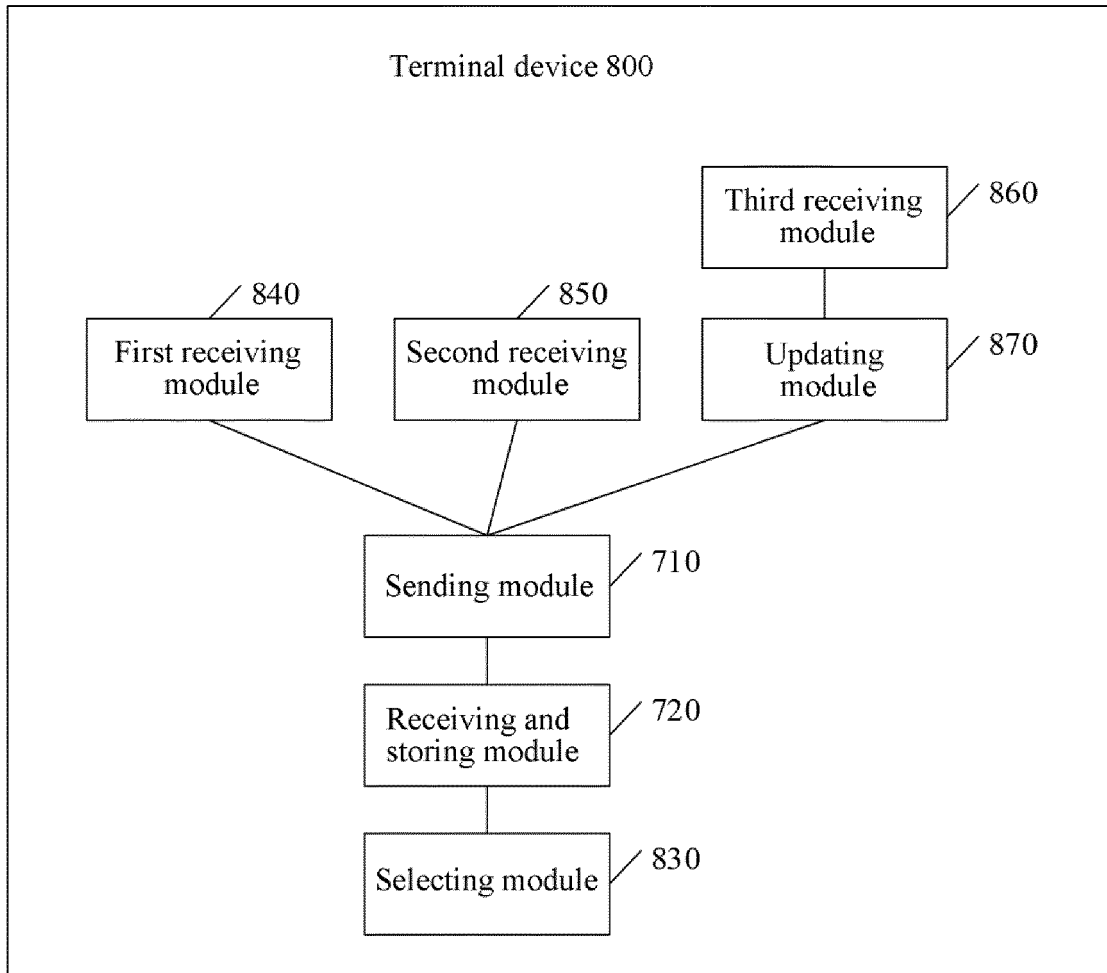 Terminal device 800
Third receiving
module
860
840
850
First receiving
module
Second receiving
module
Updating
module
870
Sending module
710
Receiving and
storing module
720
Selecting module
830